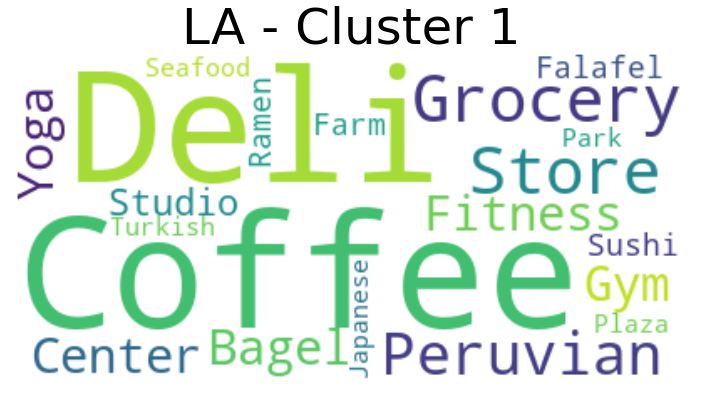 LA - Cluster 1
Seafood
Falafel
Deli
Grocery
Yoga
Ramen
Farm
Park
Store
Studio
Fitness
Turkish
Coffee
Sushi
Gym
Japanese
Plaza
Center
Bagel
Peruvian